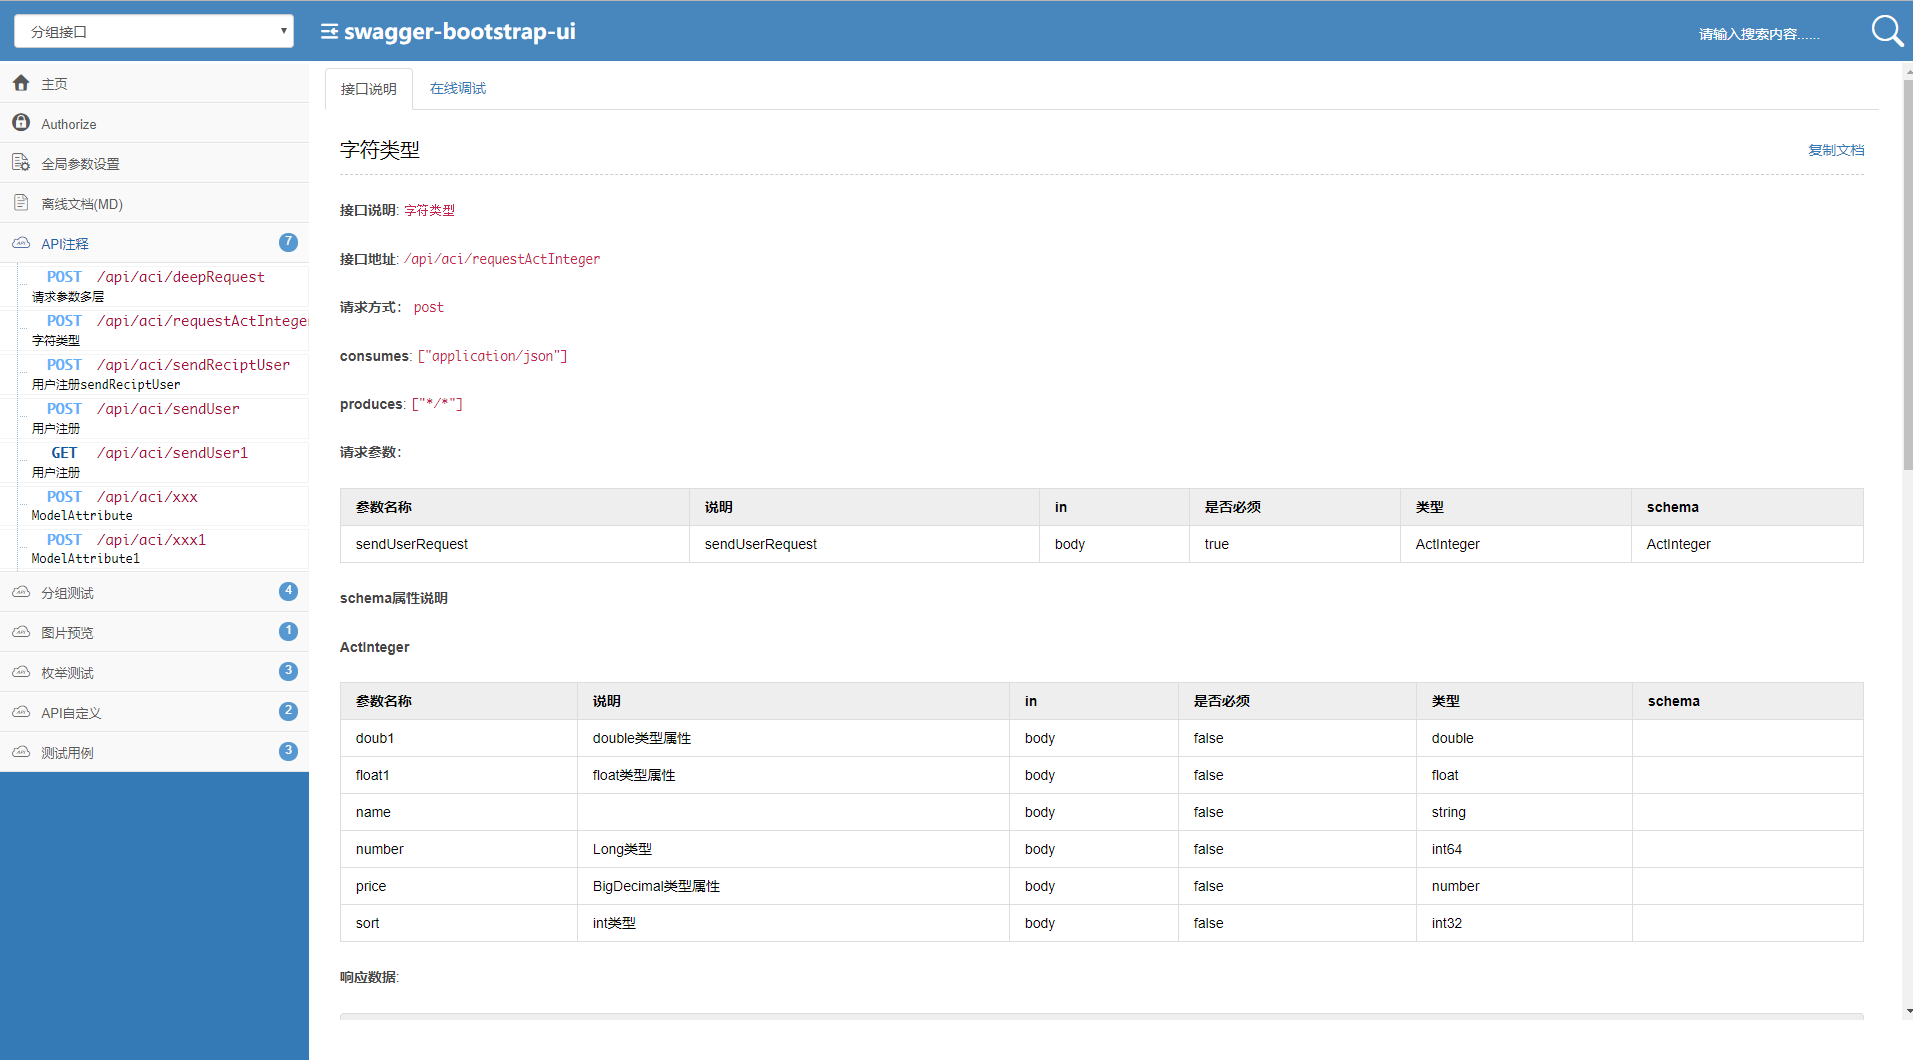 分组接口
swagger-bootstrap-ui
请输入搜索内容......
主页
Authorize
全局参数设置
离线文档(MD)
API注释 7
POST /api/aci/deepRequest
请求参数多层
POST /api/aci/requestActInteger
字符类型
POST /api/aci/sendReciptUser
用户注册sendReciptUser
POST /api/aci/sendUser
用户注册
GET /api/aci/sendUser1
用户注册
POST /api/aci/xxx
ModelAttribute
POST /api/aci/xxx1
ModelAttribute1
分组测试 4
图片预览 1
枚举测试 3
API自定义 2
测试用例 3
接口说明 在线调试
字符类型 复制文档
接口说明: 字符类型
接口地址: /api/aci/requestActInteger
请求方式: post
consumes: ["application/json"]
produces: ["*/*"]
请求参数:
参数名称 说明 in 是否必须 类型 schema
sendUserRequest sendUserRequest body true ActInteger ActInteger
schema属性说明
ActInteger
参数名称 说明 in 是否必须 类型 schema
doub1 double类型属性 body false double
float1 float类型属性 body false float
name body false string
number Long类型 body false int64
price BigDecimal类型属性 body false number
sort int类型 body false int32
响应数据: